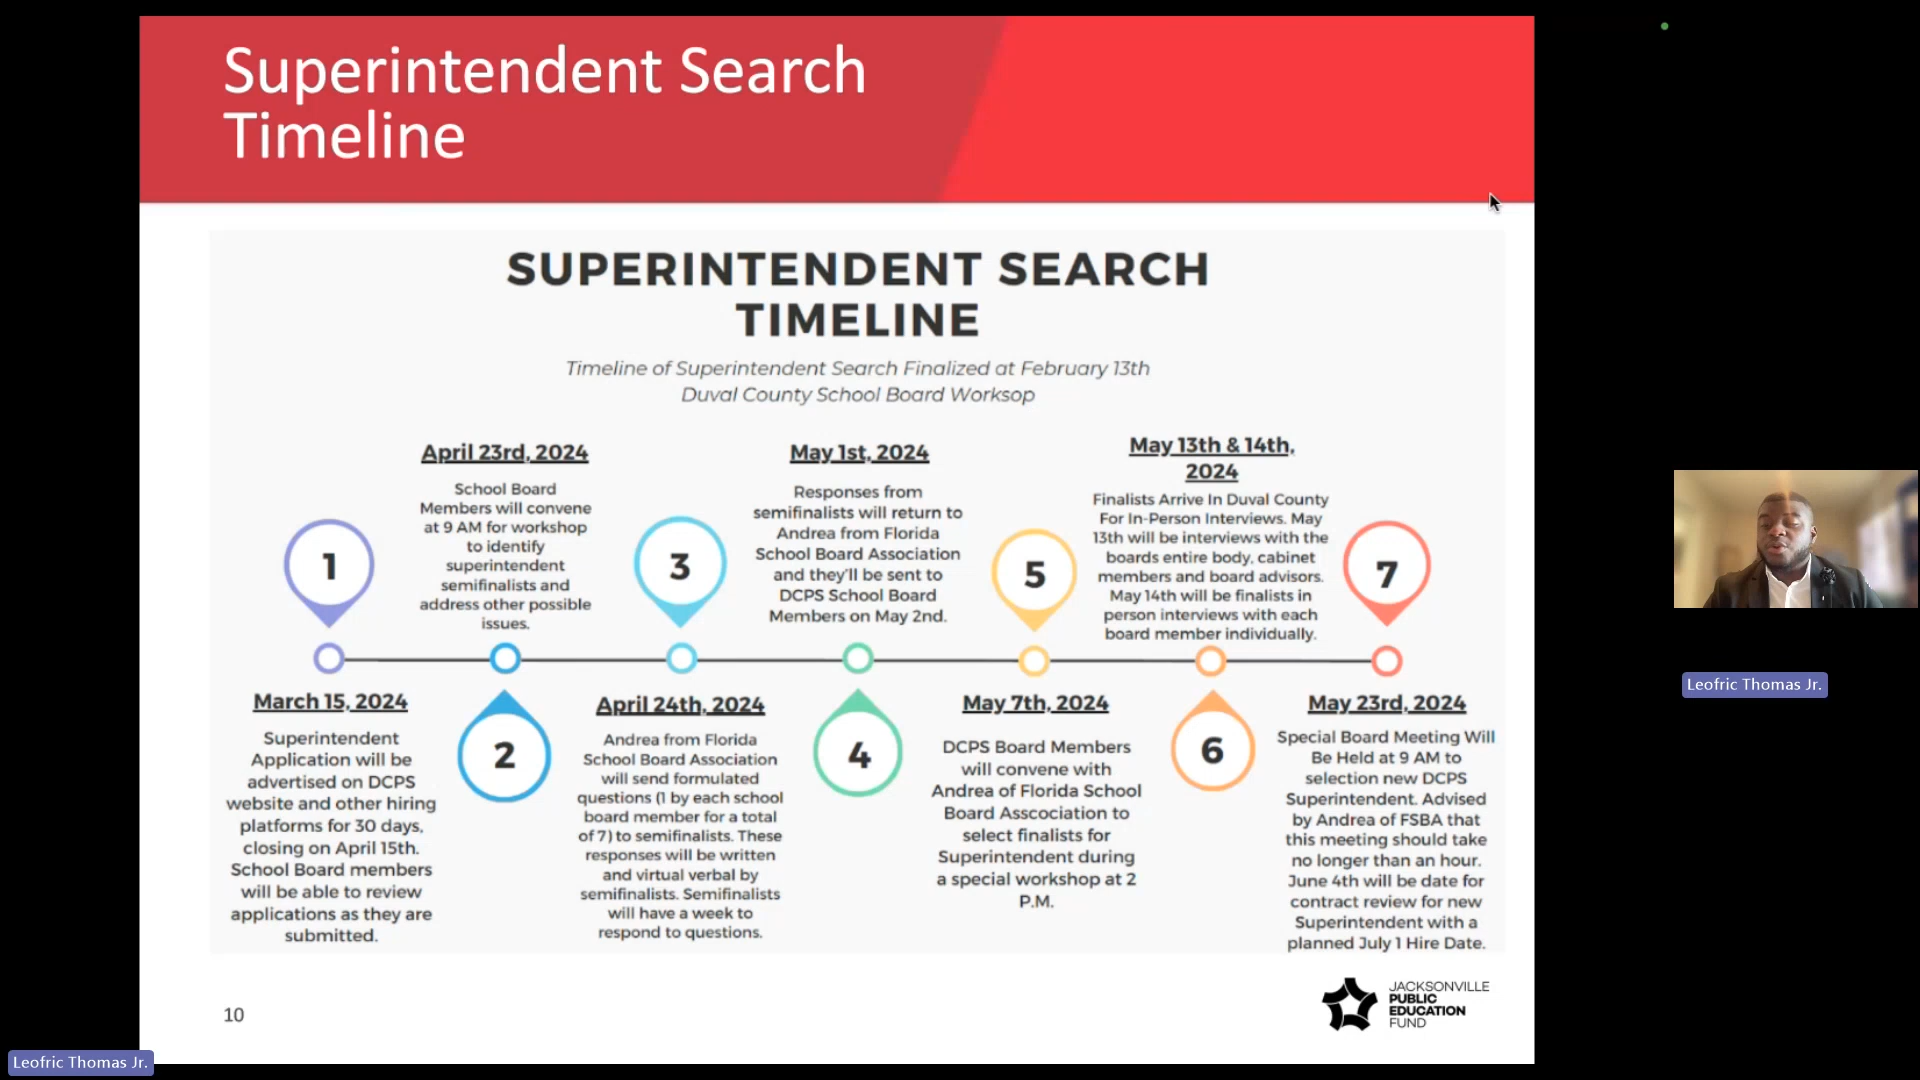 Superintendent Search
Timeline
SUPERINTENDENT SEARCH
TIMELINE
Timeline of Superintendent Search Finalized at February 13th
Duval County School Board Worksop
1
March 15, 2024
Superintendent
Application will be
advertised on DCPS
website and other hiring
platforms for 30 days,
closing on April 15th.
School Board members
will be able to review
applications as they are
submitted.
April 23rd, 2024
School Board
Members will convene
at 9 AM for workshop
to identify
superintendent
semifinalists and
address other possible
issues.
2
3
April 24th, 2024
Andrea from Florida
School Board Association
will send formulated
questions (1 by each school
board member for a total
of 7) to semifinalists. These
responses will be written
and virtual verbal by
semifinalists. Semifinalists
will have a week to
respond to questions.
May 1st, 2024
Responses from
semifinalists will return to
Andrea from Florida
School Board Association
and they'll be sent to
DCPS School Board
Members on May 2nd.
4
5
May 7th, 2024
DCPS Board Members
will convene with
Andrea of Florida School
Board Asscociation to
select finalists for
Superintendent during
a special workshop at 2
P.M.
May 13th & 14th,
2024
Finalists Arrive In Duval County
For In-Person Interviews. May
13th will be interviews with the
boards entire body, cabinet
members and board advisors.
May 14th will be finalists in
person interviews with each
board member individually.
6
7
May 23rd, 2024
Special Board Meeting Will
Be Held at 9 AM to
selection new DCPS
Superintendent. Advised
by Andrea of FSBA that
this meeting should take
no longer than an hour.
June 4th will be date for
contract review for new
Superintendent with a
planned July 1 Hire Date.
10
JACKSONVILLE
PUBLIC
EDUCATION
FUND
Leofric Thomas Jr.
Leofric Thomas Jr.